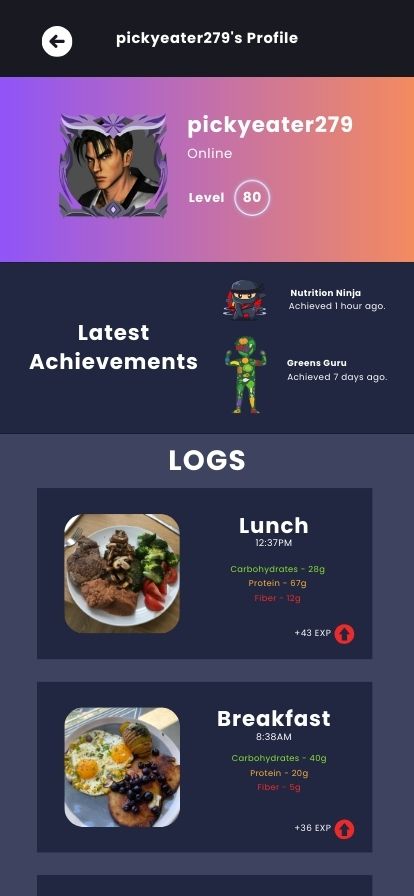 pickyeater279's Profile
pickyeater279
Online
Level 80
Latest
Achievements
Nutrition Ninja
Achieved 1 hour ago.
Greens Guru
Achieved 7 days ago.
LOGS
Lunch
12:37PM
Carbohydrates - 28g
Protein - 67g
Fiber - 12g
+43 EXP
Breakfast
8:38AM
Carbohydrates - 40g
Protein - 20g
Fiber - 5g
+36 EXP